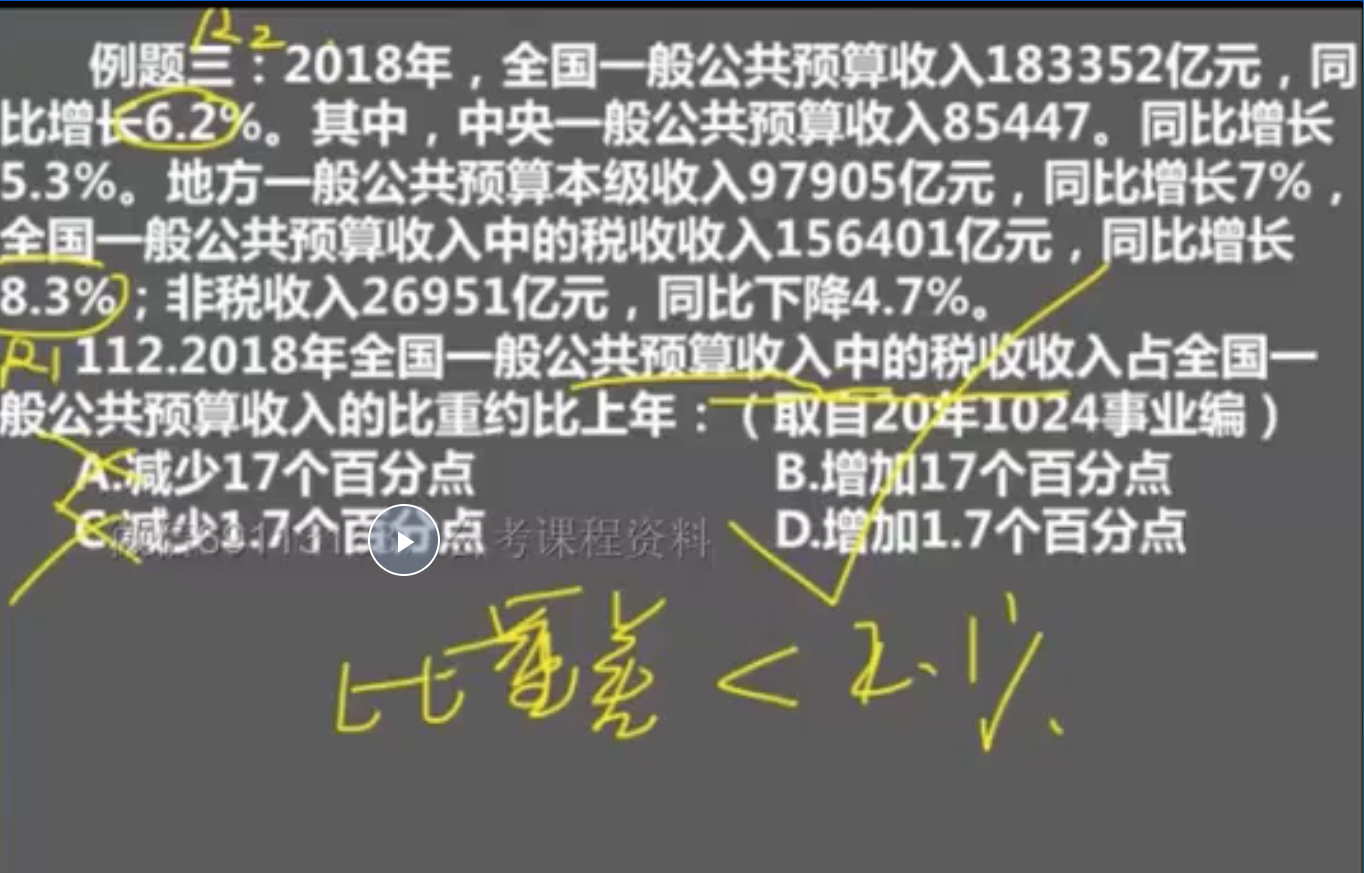 R2
例题三：2018年，全国一般公共预算收入183352亿元，同
比增长6.2%。其中，中央一般公共预算收入85447。同比增长
5.3%。地方一般公共预算本级收入97905亿元，同比增长7%，
全国一般公共预算收入中的税收收入156401亿元，同比增长
8.3%；非税收入26951亿元，同比下降4.7%。
R1 112.2018年全国一般公共预算收入中的税收收入占全国一
般公共预算收入的比重约比上年：（取自20年1024事业编）
A.减少17个百分点 B.增加17个百分点
C.减少1.7个百分点 D.增加1.7个百分点
考课程资料
比重差＜2.1%.